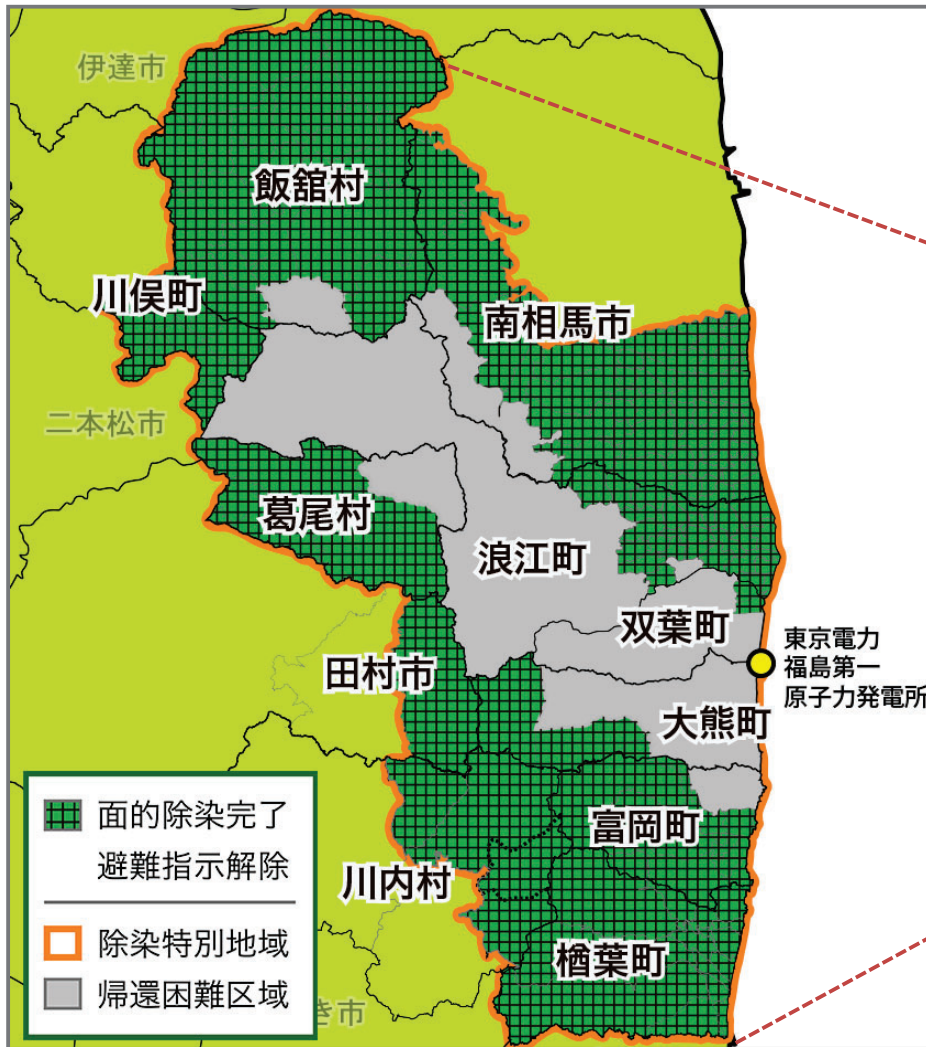 伊達市
飯舘村
川俣町
南相馬市
二本松市
葛尾村
浪江町
双葉町
東京電力
福島第一
原子力発電所
田村市
大熊町
富岡町
川内村
楢葉町
面的除染完了
避難指示解除
除染特別地域
帰還困難区域
き市